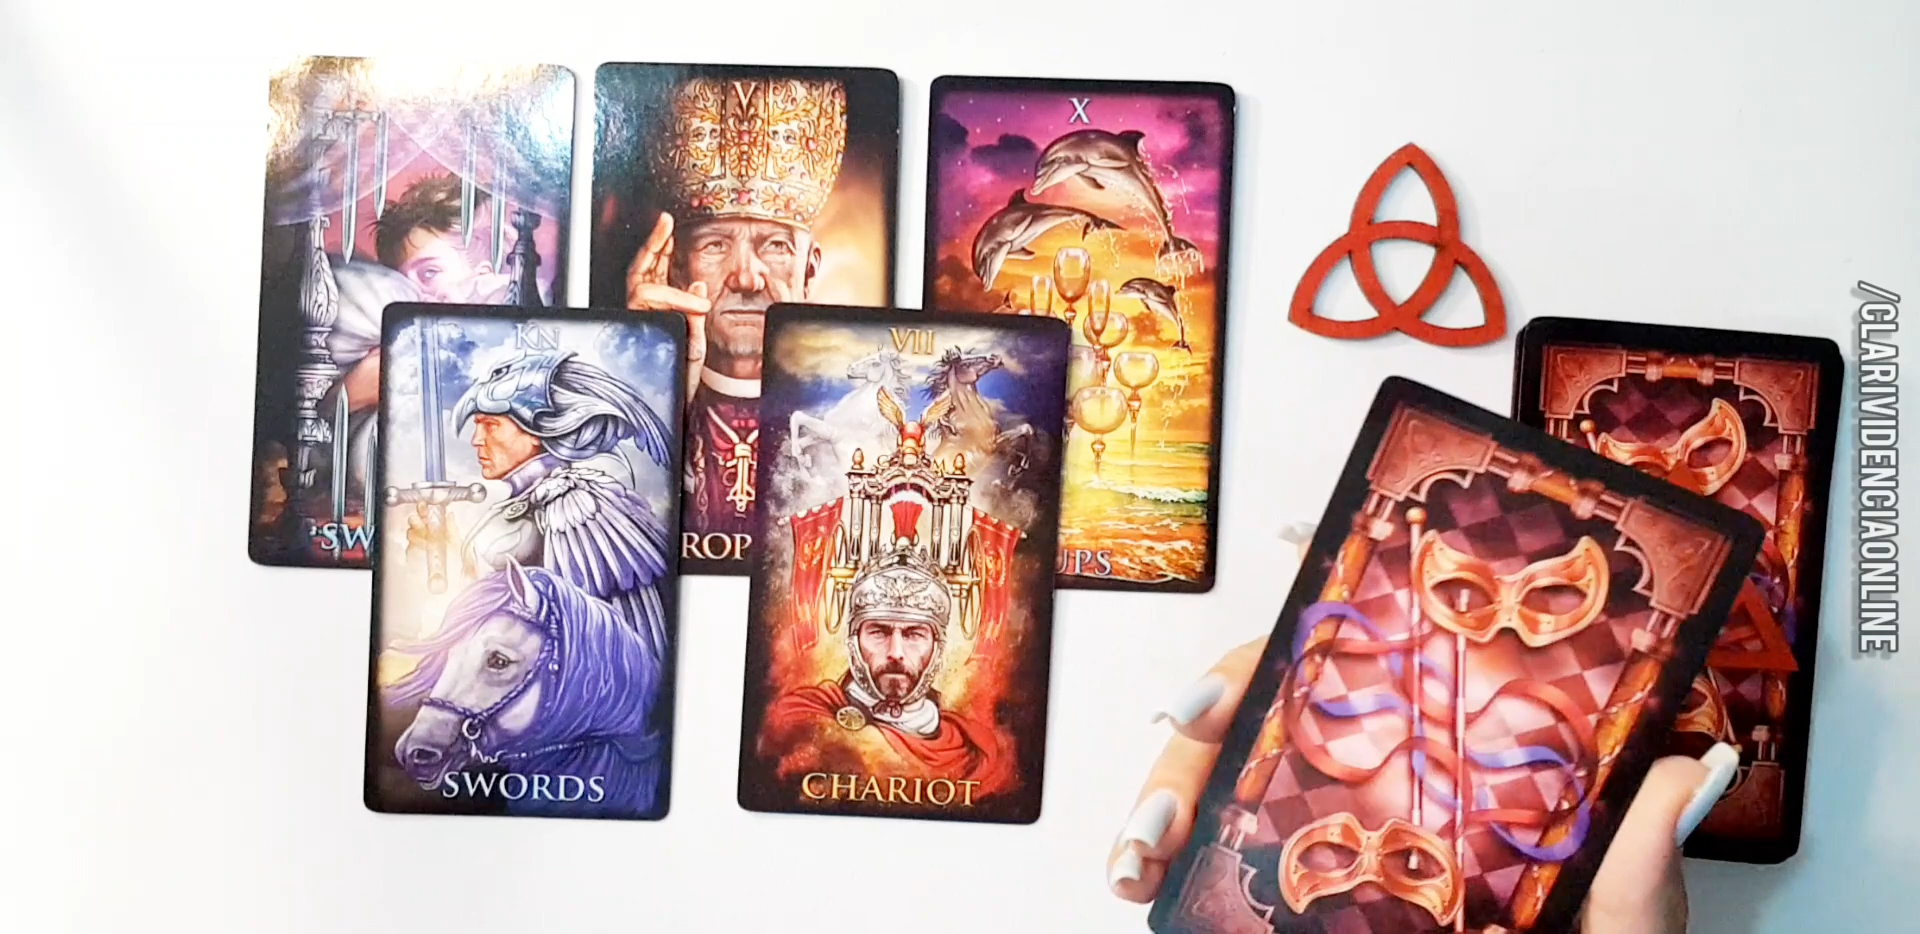 V
X
'SW
KN
ROP
VII
UPS
SWORDS
CHARIOT
/CLARIVIDENCIAONLINE